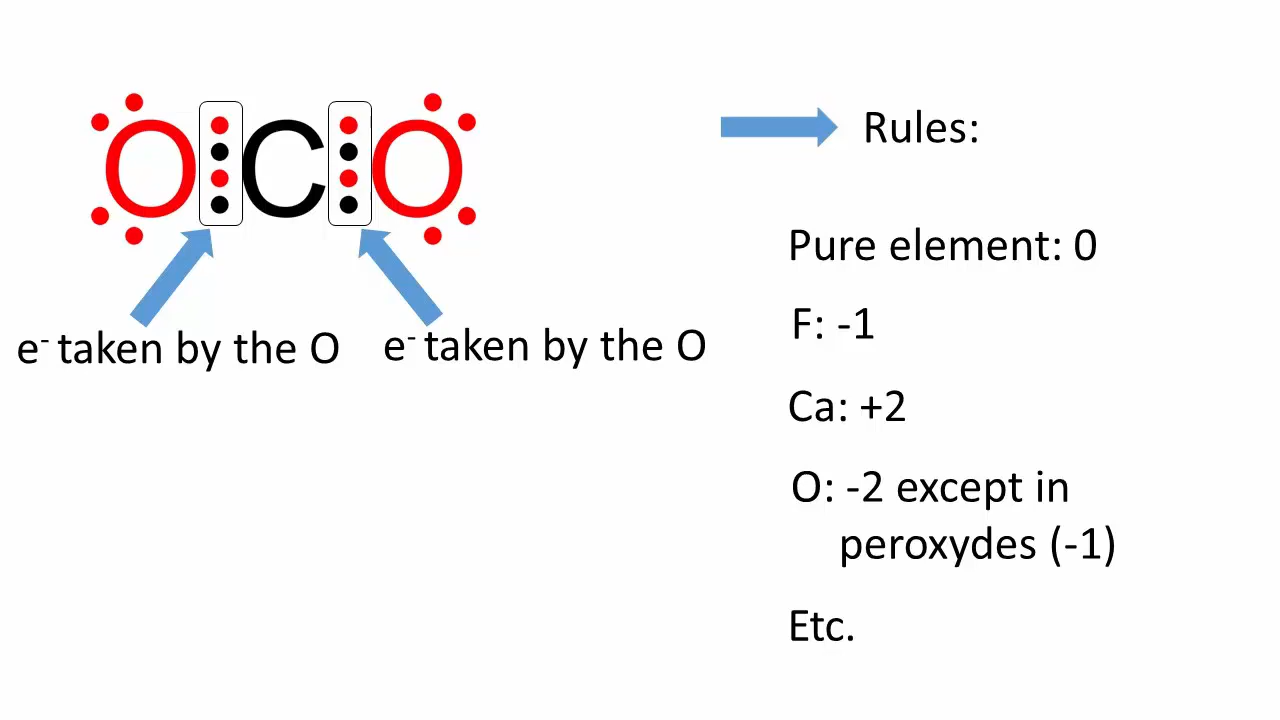 OCO
e- taken by the O
e- taken by the O
Rules:
Pure element: 0
F: -1
Ca: +2
O: -2 except in
peroxydes (-1)
Etc.